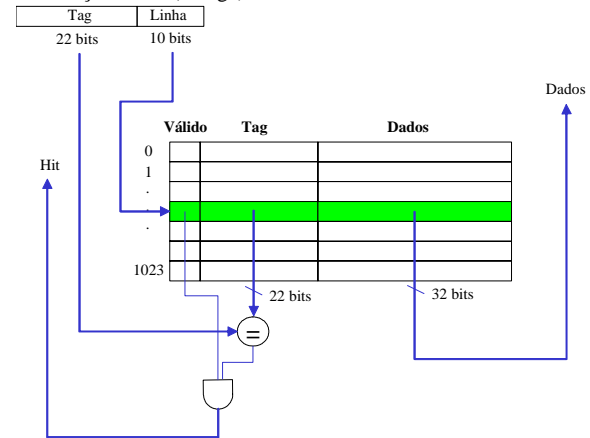 Tag Linha
22 bits 10 bits
Dados
Válido Tag Dados
0
Hit
1
.
.
.
1023
22 bits 32 bits
=